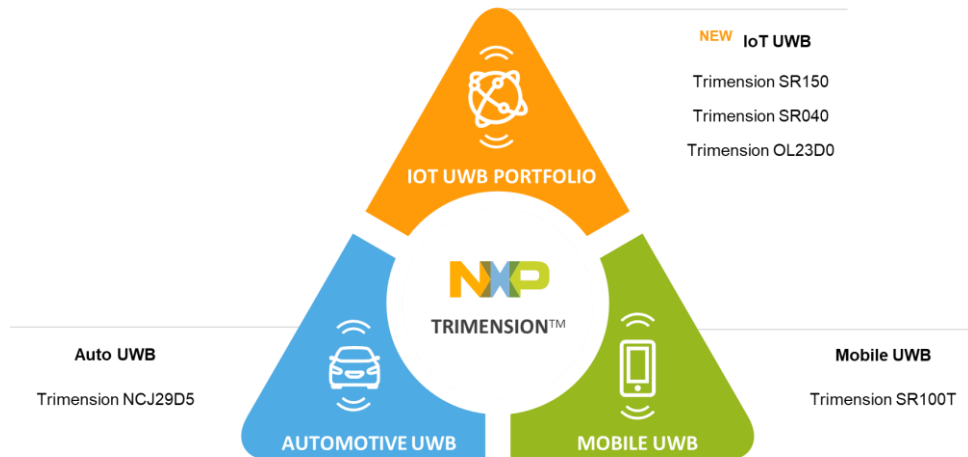 NEW IoT UWB
Trimension SR150
Trimension SR040
Trimension OL23D0
IOT UWB PORTFOLIO
NXP
TRIMENSION™
Auto UWB
Trimension NCJ29D5
Mobile UWB
Trimension SR100T
AUTOMOTIVE UWB
MOBILE UWB